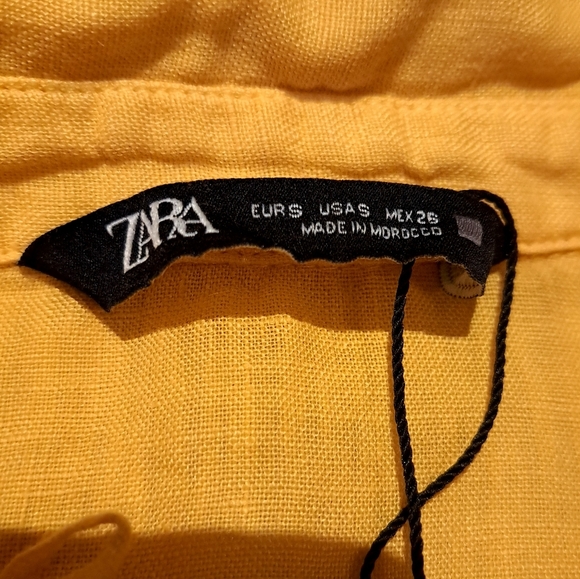 ZARA
EUR S USA S MEX 26
MADE IN MOROCCO